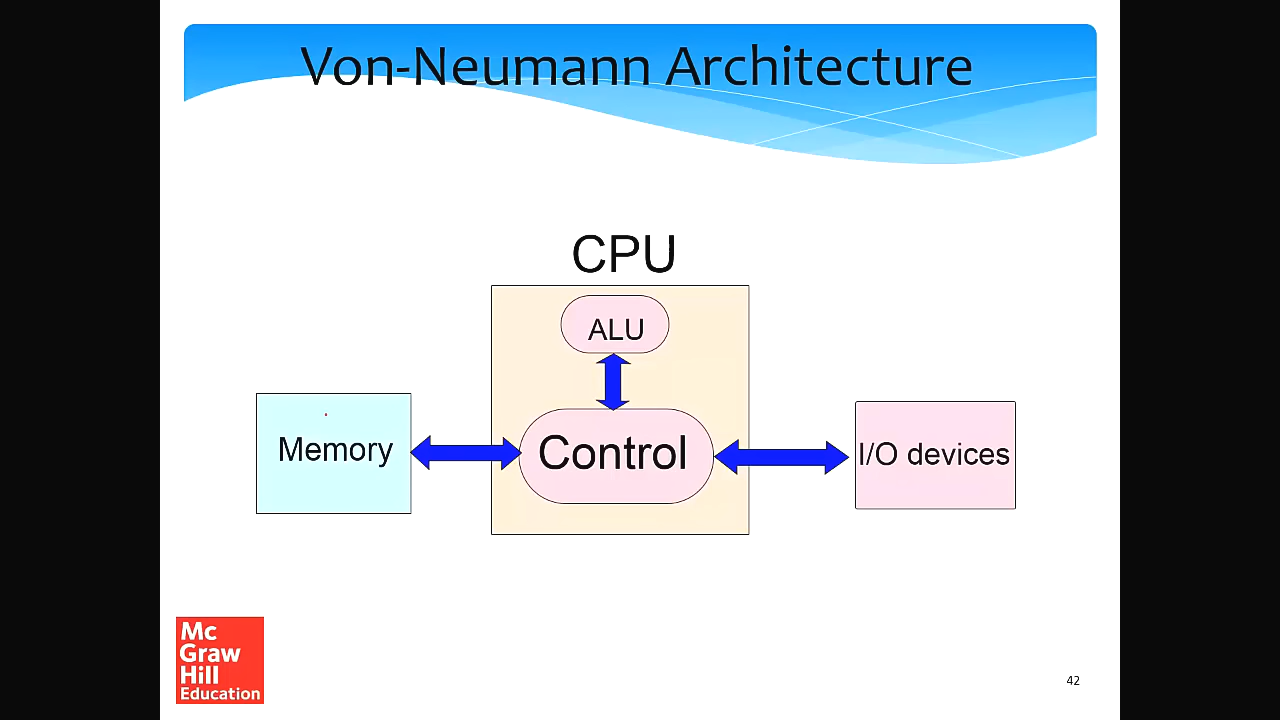 Von-Neumann Architecture
CPU
ALU
Memory
Control
I/O devices
Mc
Graw
Hill
Education
42